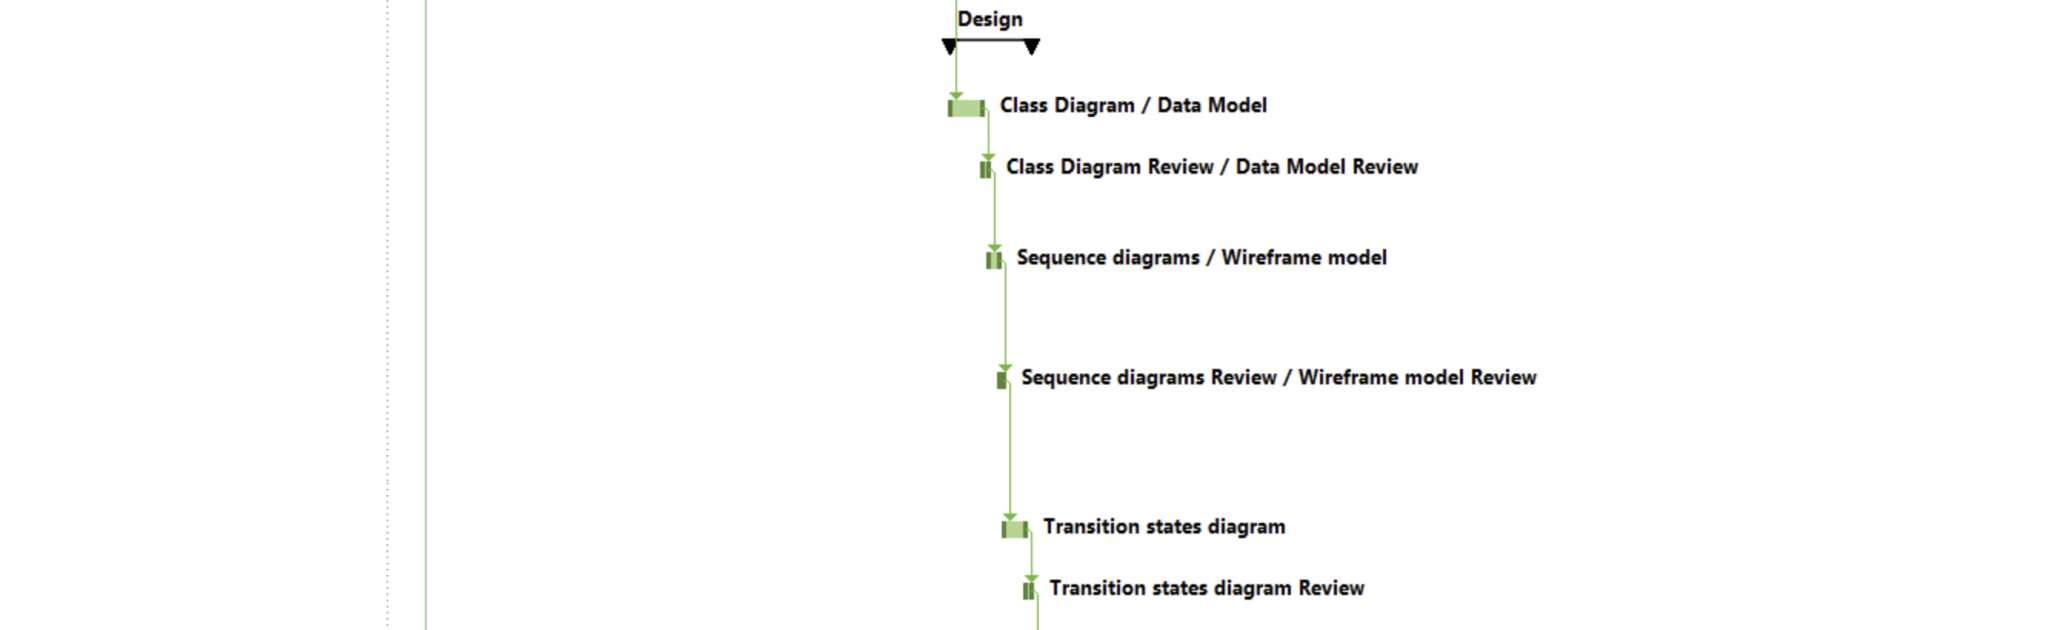 Design
Class Diagram / Data Model
Class Diagram Review / Data Model Review
Sequence diagrams / Wireframe model
Sequence diagrams Review / Wireframe model Review
Transition states diagram
Transition states diagram Review